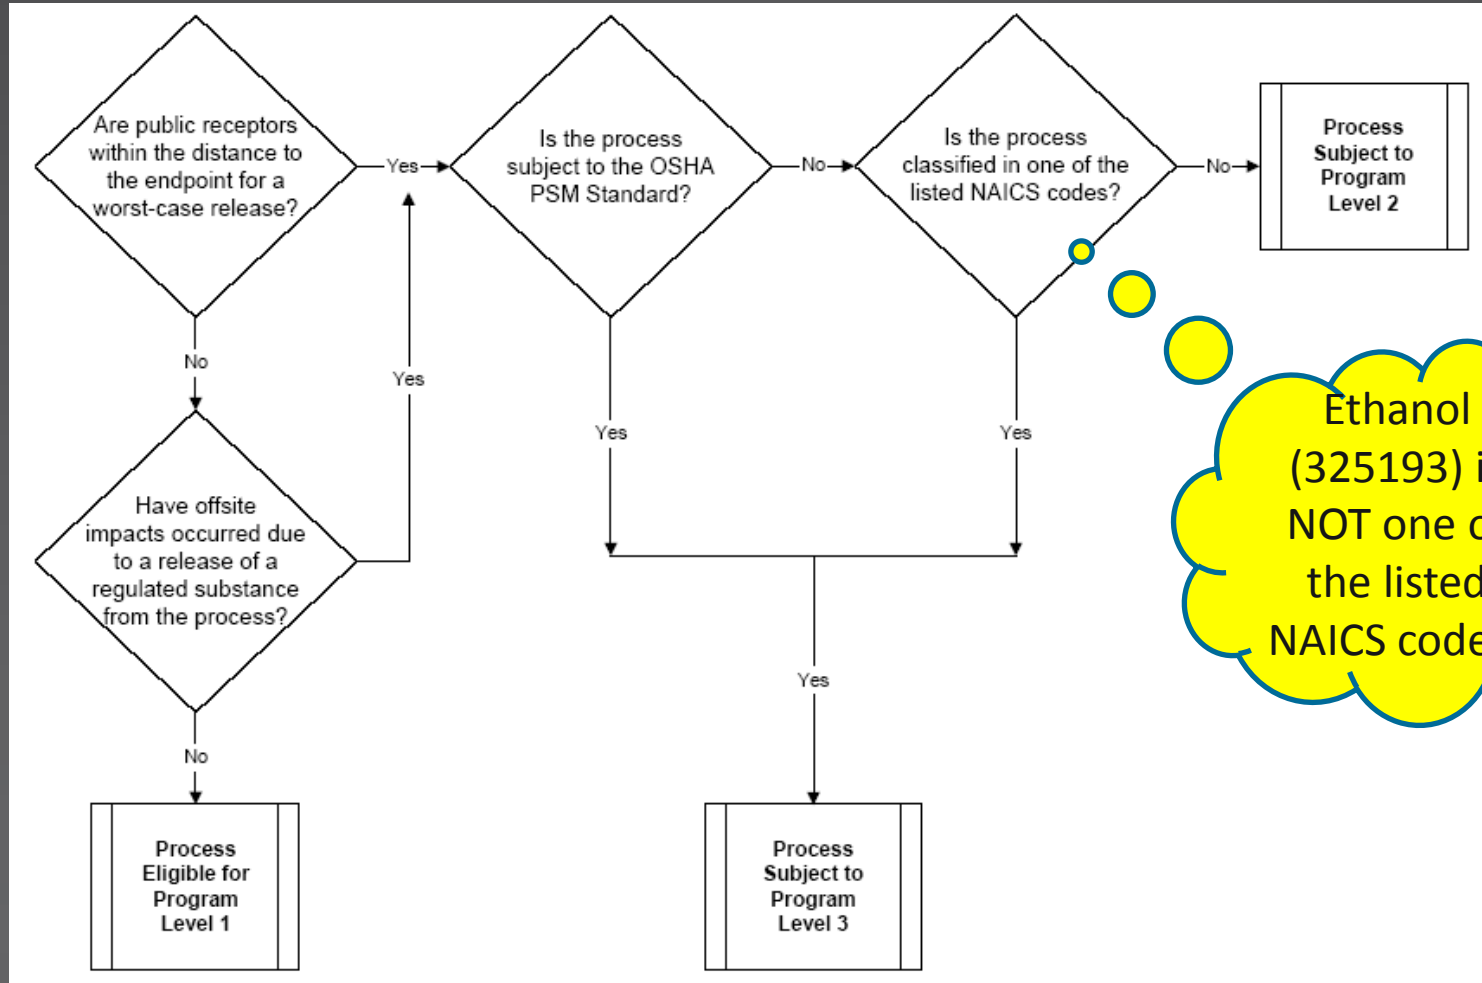 Are public receptors
within the distance to
the endpoint for a
worst-case release?
Yes
Is the process
subject to the OSHA
PSM Standard?
No
Is the process
classified in one of the
listed NAICS codes?
No
Process
Subject to
Program
Level 2
No
Yes
Yes
Yes
Ethanol
(325193) i
NOT one o
the listed
NAICS code
Have offsite
impacts occurred due
to a release of a
regulated substance
from the process?
Yes
No
Process
Eligible for
Program
Level 1
Process
Subject to
Program
Level 3